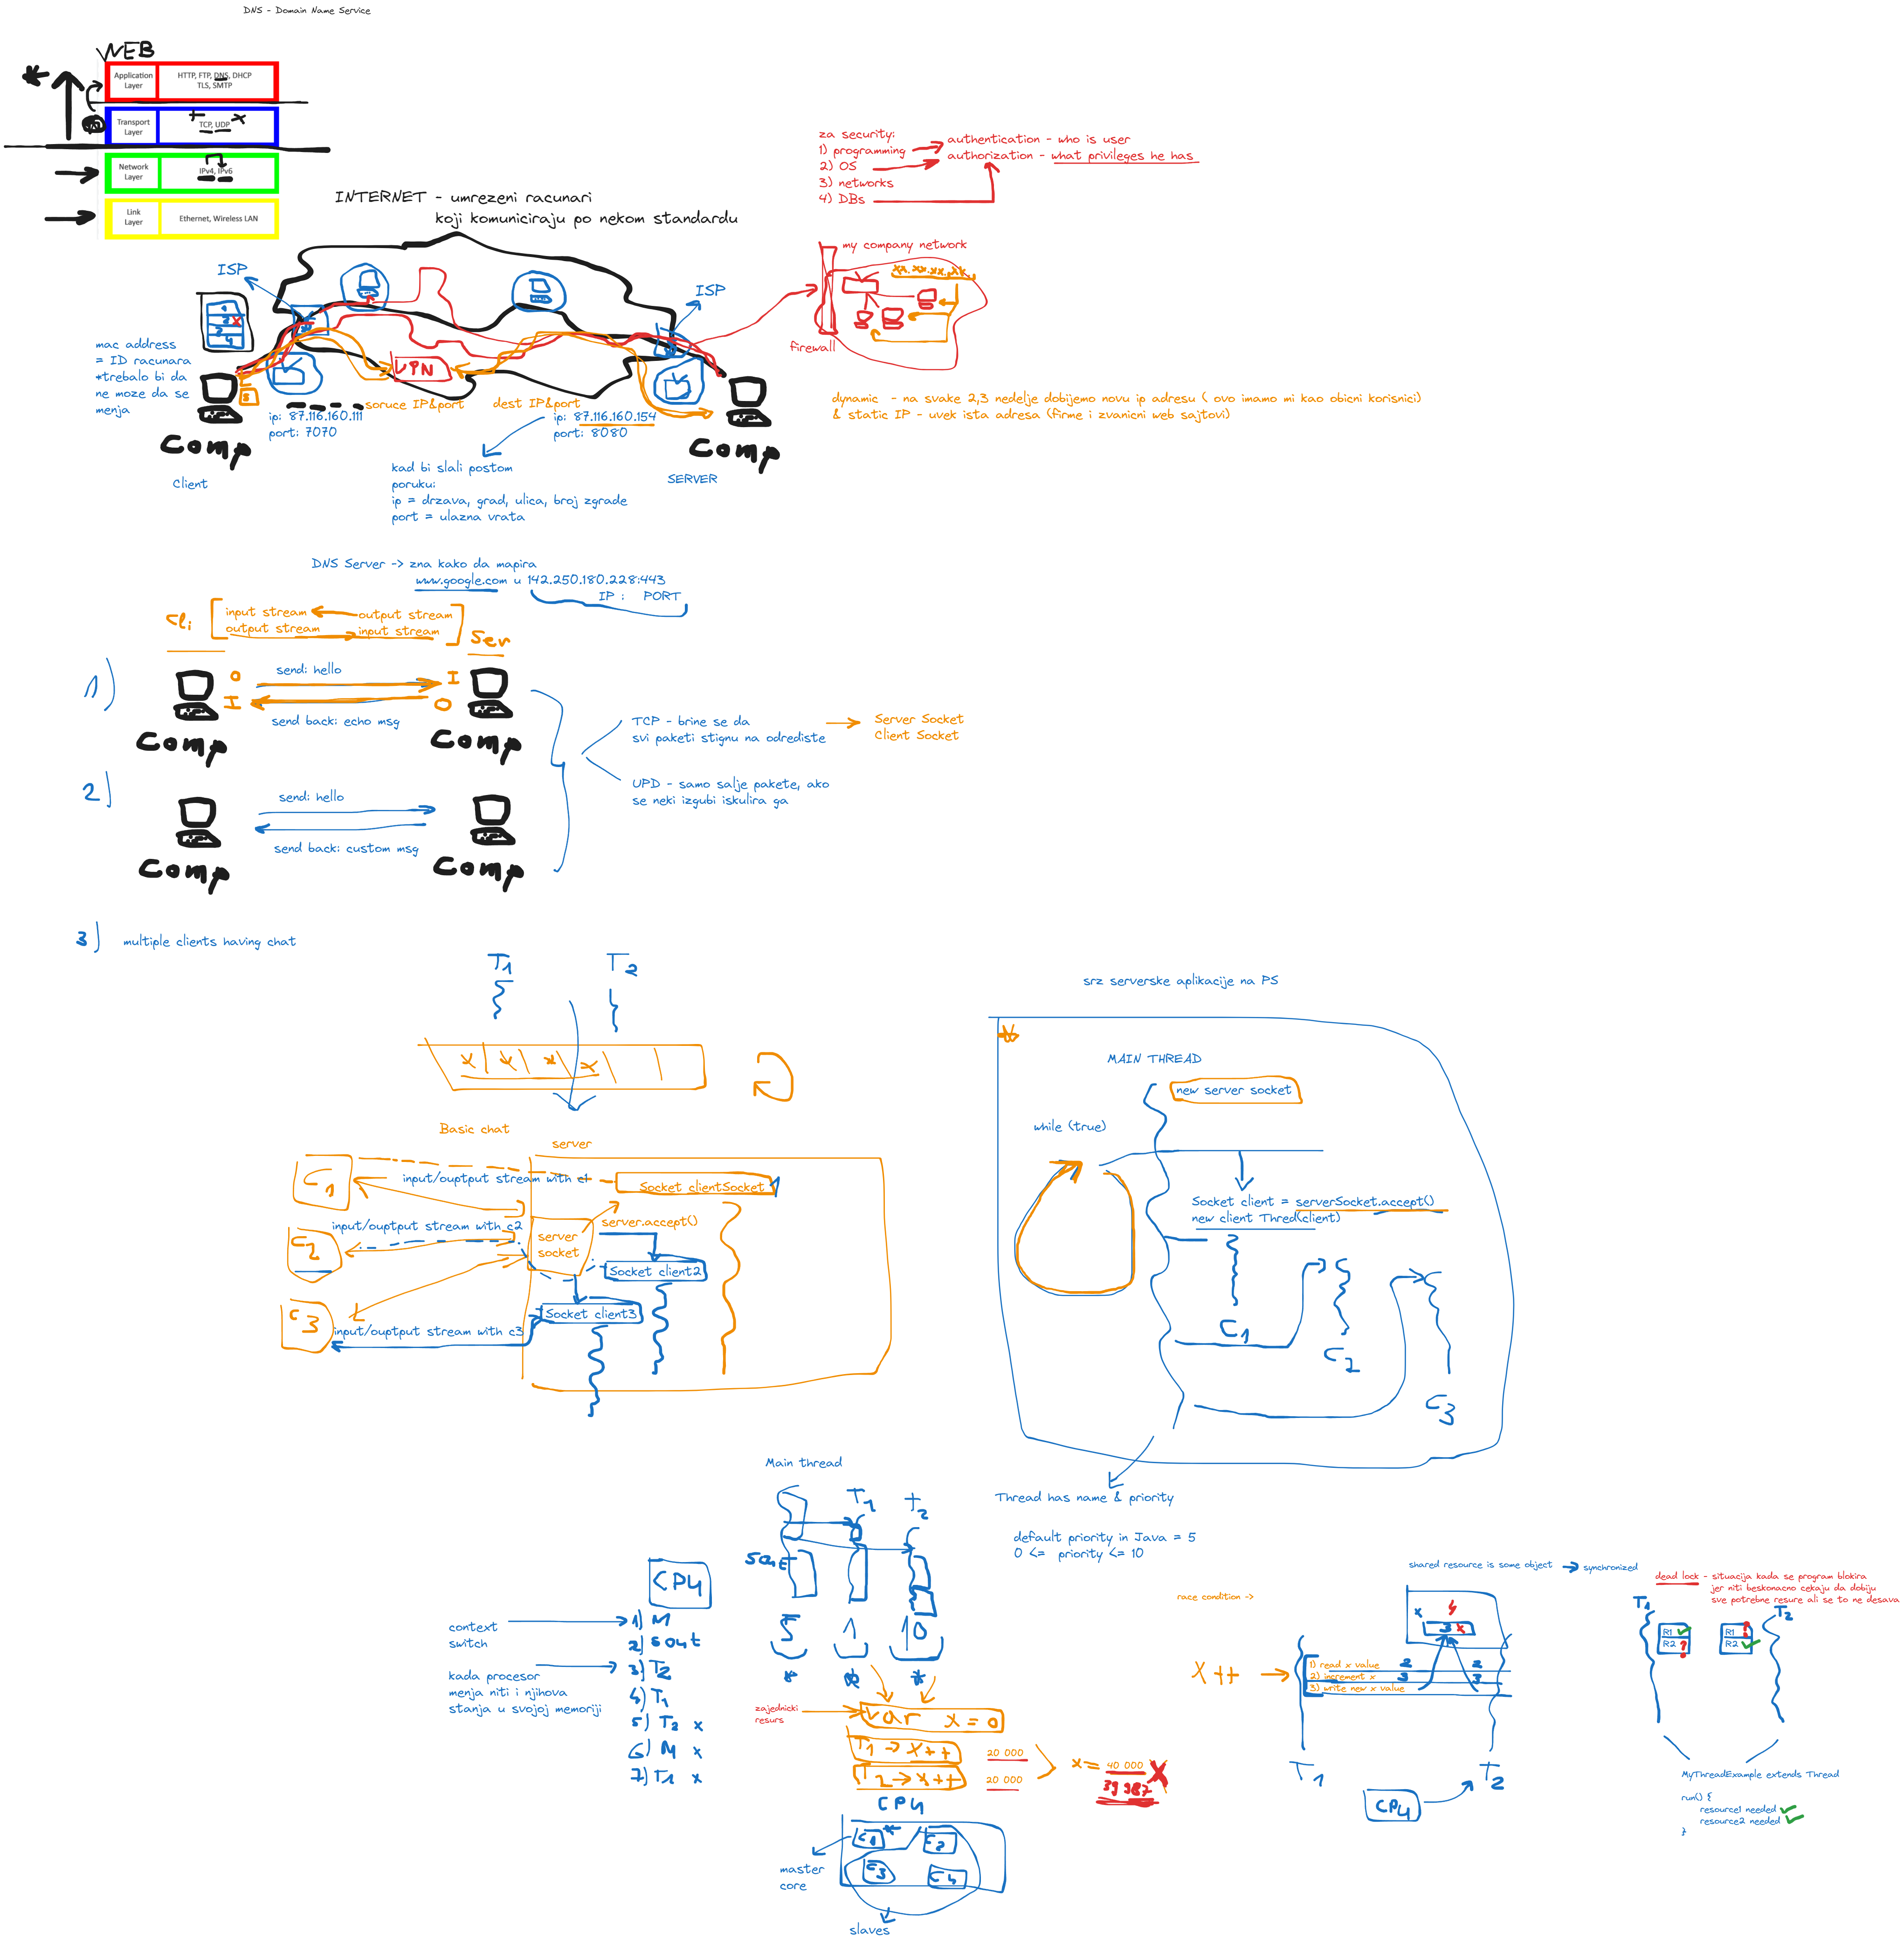 DNS - Domain Name Service
WEB
Application Layer
HTTP, FTP, DNS, DHCP
TLS, SMTP
Transport Layer
TCP, UDP
Network Layer
IPv4, IPv6
Link Layer
Ethernet, Wireless LAN
za security:
1) programming
2) OS
3) networks
4) DBs
authentication - who is user
authorization - what privileges he has
INTERNET - umrezeni racunari
koji komuniciraju po nekom standardu
my company network
xx.xx.xx.xx.
firewall
ISP
ISP
mac address
= ID racunara
*trebalo bi da
ne moze da se
menja
VPN
soruce IP&port
dest IP&port
ip: 87.116.160.111
port: 7070
ip: 87.116.160.154
port: 8080
Comp
Client
Comp
SERVER
dynamic - na svake 2,3 nedelje dobijemo novu ip adresu ( ovo imamo mi kao obicni korisnici)
& static IP - uvek ista adresa (firme i zvanicni web sajtovi)
kad bi slali postom
poruku:
ip = drzava, grad, ulica, broj zgrade
port = ulazna vrata
DNS Server -> zna kako da mapira
www.google.com u 142.250.180.228:443
IP : PORT
Cli
input stream
output stream
output stream
input stream
Ser
1)
O
I
send: hello
I
O
send back: echo msg
Comp
Comp
TCP - brine se da
svi paketi stignu na odrediste
Server Socket
Client Socket
UPD - samo salje pakete, ako
se neki izgubi iskulira ga
2)
send: hello
send back: custom msg
Comp
Comp
3)
multiple clients having chat
T1
T2
x x x x
Basic chat
server
C1
input/ouptput stream with c1
Socket clientSocket 1
C2
input/ouptput stream with c2
server
socket
server.accept()
Socket client2
C3
input/ouptput stream with c3
Socket client3
srz serverske aplikacije na PS
MAIN THREAD
new server socket
while (true)
Socket client = serverSocket.accept()
new client Thred(client)
C1
C2
C3
Thread has name & priority
default priority in Java = 5
0 <= priority <= 10
Main thread
T1
T2
sout
5
1
10
CPU
context
switch
kada procesor
menja niti i njihova
stanja u svojoj memoriji
1) M
2) sout
3) T2
4) T1
5) T2 x
6) M x
7) T1 x
zajednicki
resurs
var x = 0
T1 -> x++
20 000
T2 -> x++
20 000
x = 40 000
39 987
CPU
C1 *
C2
C3
C4
master
core
slaves
race condition ->
shared resource is some object
synchronized
x
3 x
4
X++
1) read x value 2 2
2) increment x 3 3
3) write new x value
T1
T2
CPU
dead lock - situacija kada se program blokira
jer niti beskonacno cekaju da dobiju
sve potrebne resure ali se to ne desava
T1
R1
R2 ?
R1 ?
R2
T2
MyThreadExample extends Thread
run() {
resource1 needed
resource2 needed
}